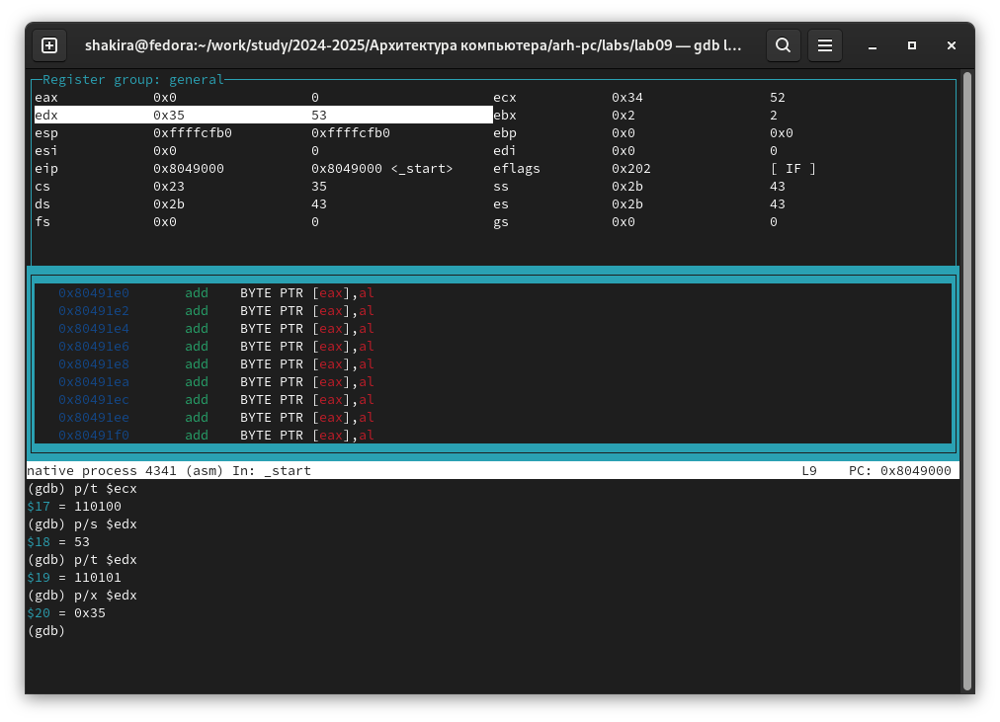 shakira@fedora:~/work/study/2024-2025/Архитектура компьютера/arh-pc/labs/lab09 — gdb l...
Register group: general
eax 0x0 0 ecx 0x34 52
edx 0x35 53 ebx 0x2 2
esp 0xffffcfb0 0xffffcfb0 ebp 0x0 0x0
esi 0x0 0 edi 0x0 0
eip 0x8049000 0x8049000 <_start> eflags 0x202 [ IF ]
cs 0x23 35 ss 0x2b 43
ds 0x2b 43 es 0x2b 43
fs 0x0 0 gs 0x0 0
0x80491e0 add BYTE PTR [eax],al
0x80491e2 add BYTE PTR [eax],al
0x80491e4 add BYTE PTR [eax],al
0x80491e6 add BYTE PTR [eax],al
0x80491e8 add BYTE PTR [eax],al
0x80491ea add BYTE PTR [eax],al
0x80491ec add BYTE PTR [eax],al
0x80491ee add BYTE PTR [eax],al
0x80491f0 add BYTE PTR [eax],al
native process 4341 (asm) In: _start L9 PC: 0x8049000
(gdb) p/t $ecx
$17 = 110100
(gdb) p/s $edx
$18 = 53
(gdb) p/t $edx
$19 = 110101
(gdb) p/x $edx
$20 = 0x35
(gdb)